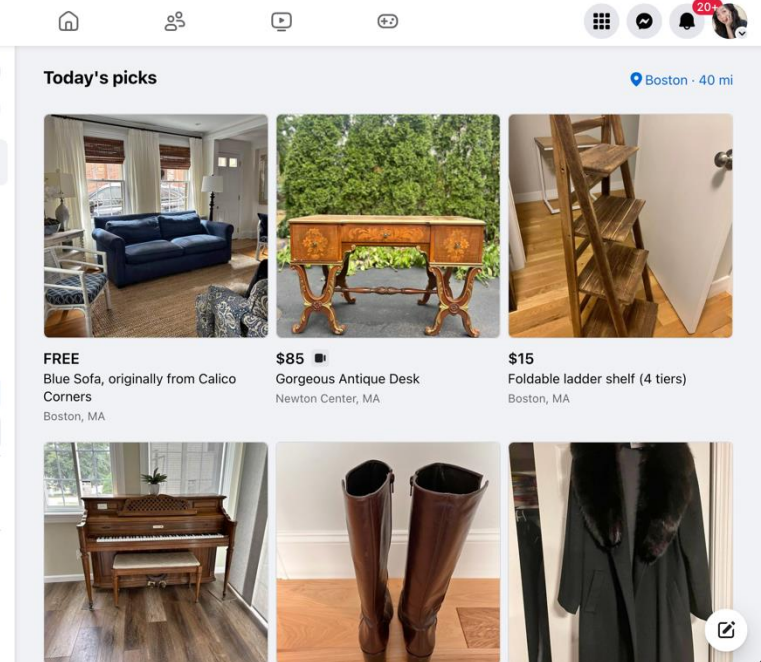 20+
Today's picks
Boston · 40 mi
FREE
Blue Sofa, originally from Calico
Corners
Boston, MA
$85
Gorgeous Antique Desk
Newton Center, MA
$15
Foldable ladder shelf (4 tiers)
Boston, MA